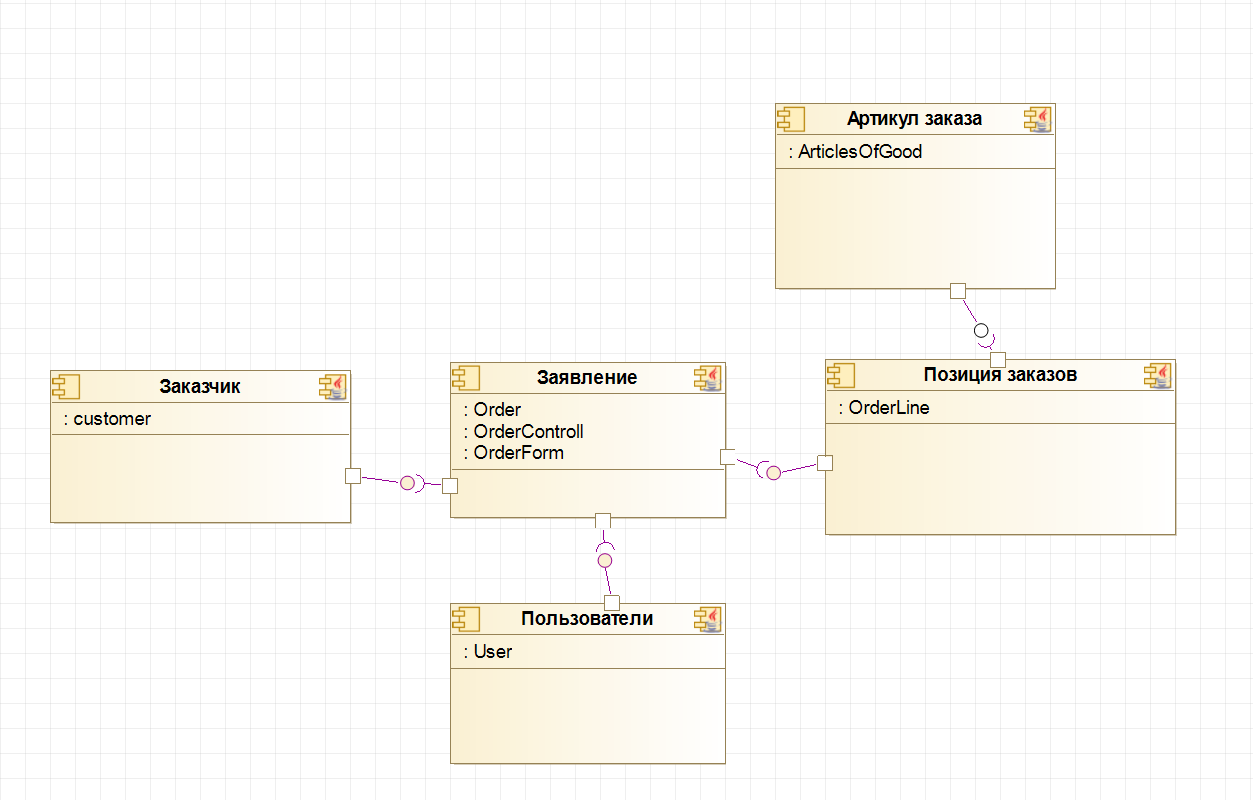 Артикул заказа
: ArticlesOfGood
Заказчик
: customer
Заявление
: Order
: OrderControll
: OrderForm
Позиция заказов
: OrderLine
Пользователи
: User